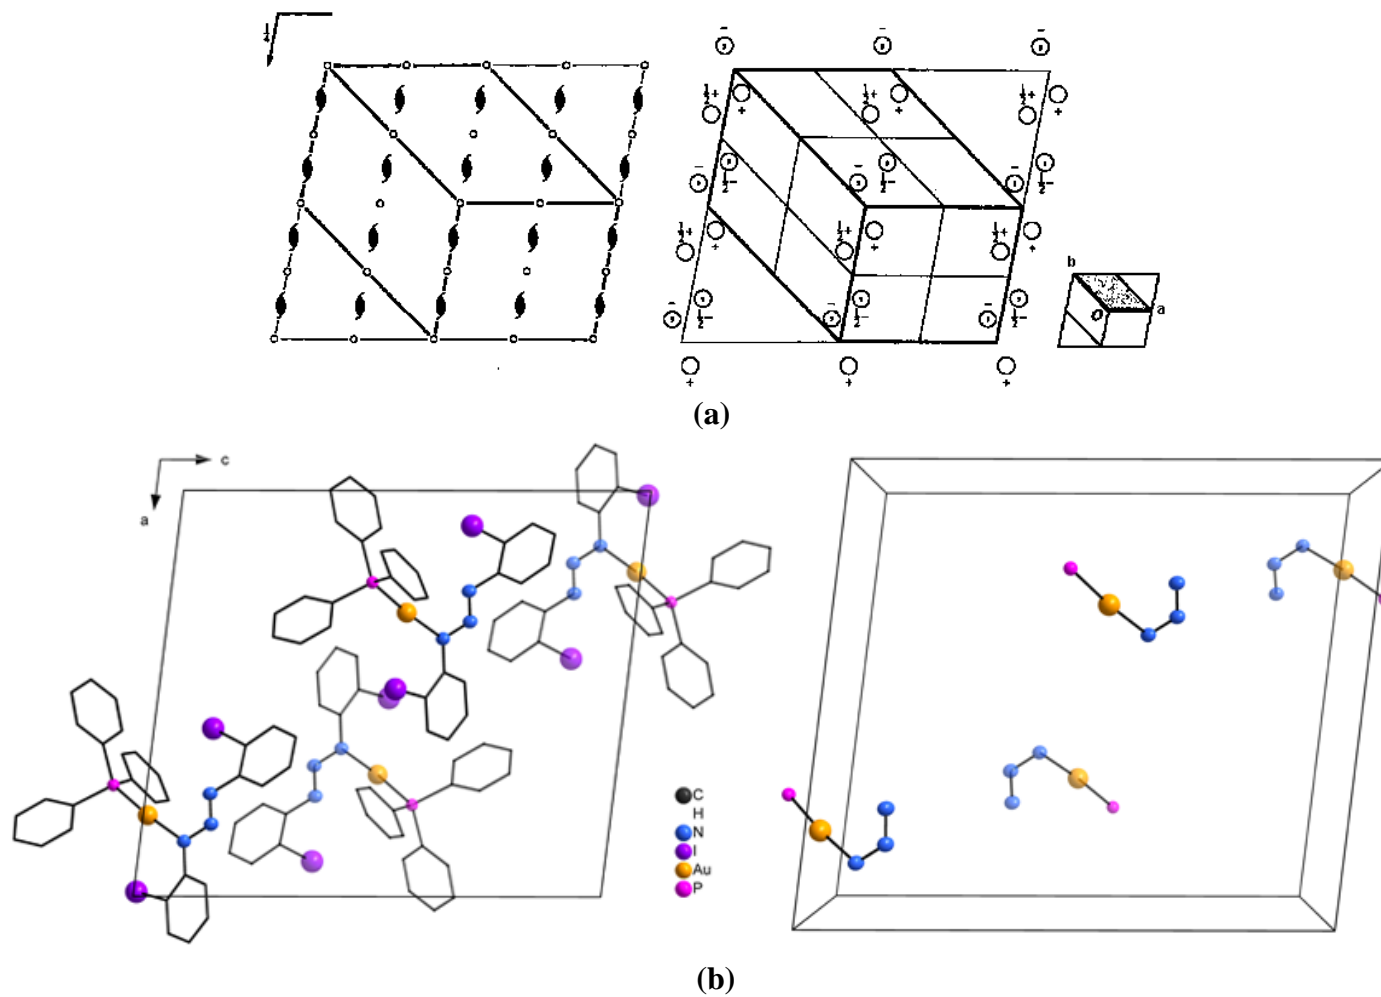 1/4
− − −
1/2+ + 1/2+ + 1/2+ +
− 1/2− − 1/2− − 1/2−
1/2+ + 1/2+ + 1/2+ +
− 1/2− − 1/2− − 1/2−
+ + +
b
O a
(a)
c
a
C
H
N
I
Au
P
(b)